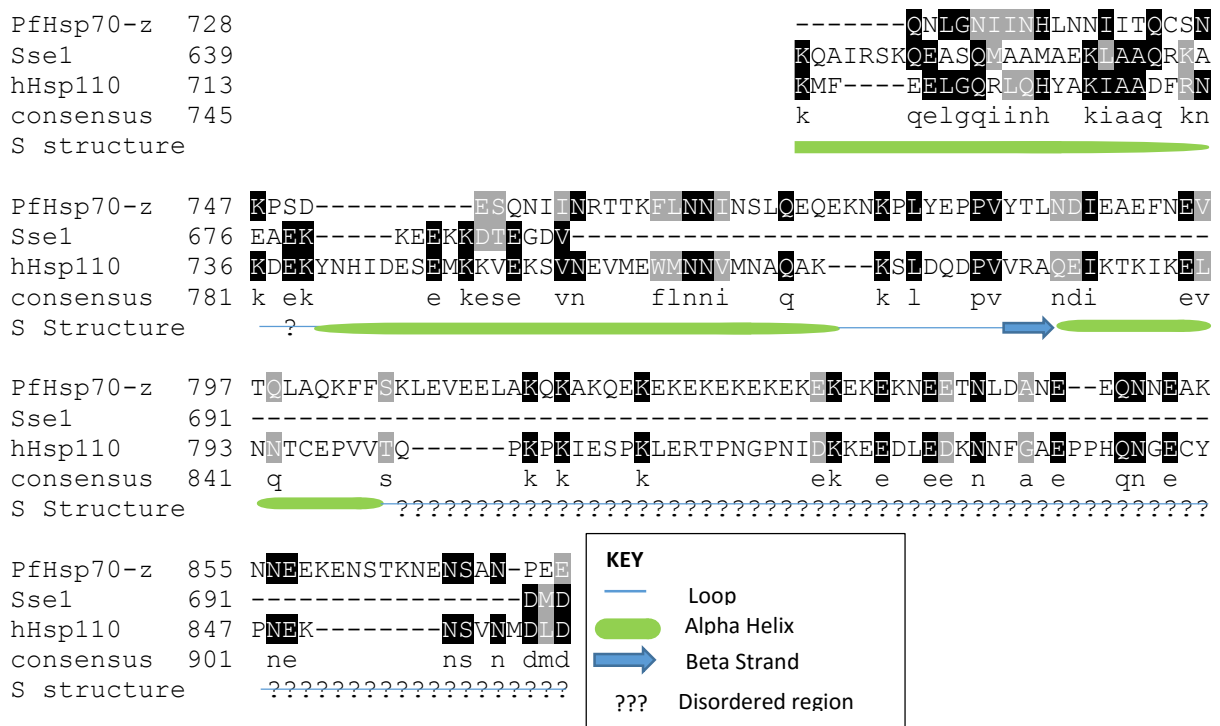 PfHsp70-z 728 -------QNLGNIINHLNNIITQCSN
Sse1 639 KQAIRSKQEASQMAAMAEKLAAQRKA
hHsp110 713 KMF----EELGQRLQHYAKIAADFRN
consensus 745 k qelgqiinh kiaaq kn
S structure
PfHsp70-z 747 KPSD----------ESQNIINRTTKFLNNINSLQEQEKNKPLYEPPVYTLNDIEAEFNEV
Sse1 676 EAEK-----KEEKKDTEGDV----------------------------------------
hHsp110 736 KDEKYNHIDESEMKKVEKSVNEVMEWMNNVMNAQAK---KSLDQDPVVRAQEIKTKIKEL
consensus 781 k ek e kese vn flnni q k l pv ndi ev
S Structure ?
PfHsp70-z 797 TQLAQKFFSKLEVEELAKQKAKQEKEKEKEKEKEKEKEKEKNEETNLDANE--EQNNEAK
Sse1 691 ------------------------------------------------------------
hHsp110 793 NNTCEPVVTQ------PKPKIESPKLERTPNGPNIDKKEEDLEDKNNFGAEPPHQNGECY
consensus 841 q s k k k ek e ee n a e qn e
S Structure ???????????????????????????????????????????????????
PfHsp70-z 855 NNEEKENSTKNENSAN-PEE
Sse1 691 -----------------DMD
hHsp110 847 PNEK--------NSVNMDLD
consensus 901 ne ns n dmd
S structure ????????????????????
KEY
Loop
Alpha Helix
Beta Strand
??? Disordered region